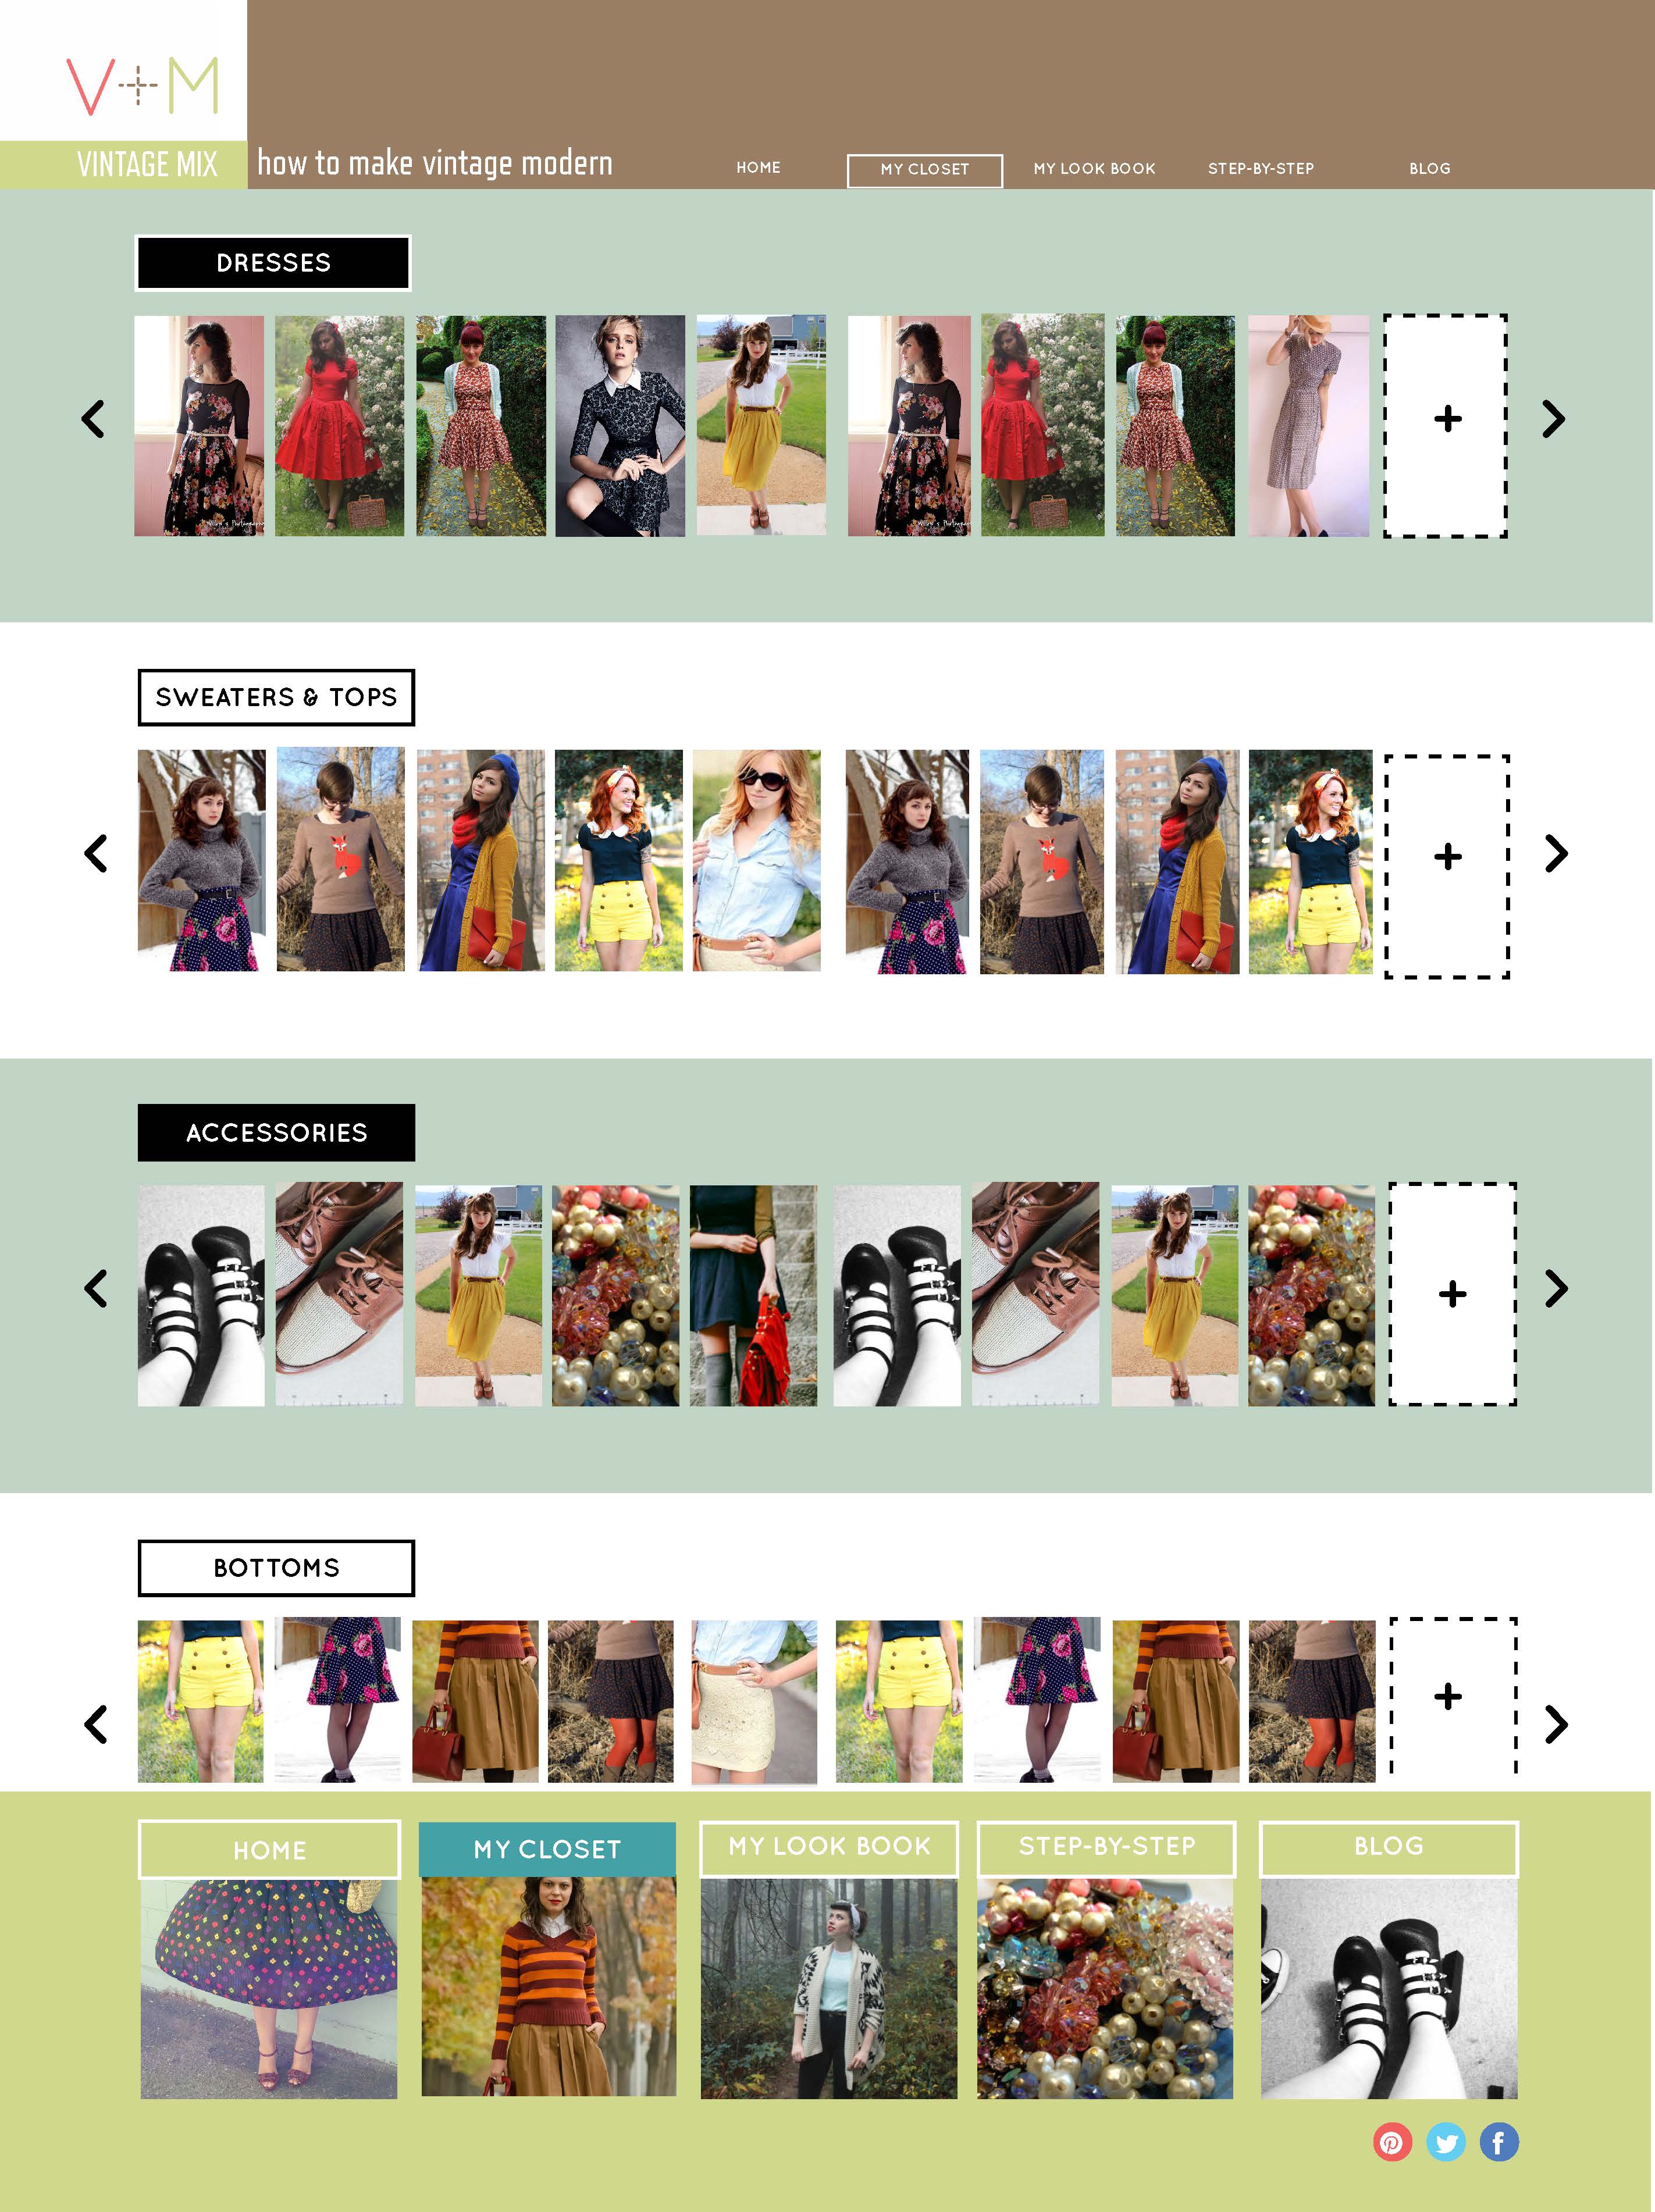 V+M
VINTAGE MIX
how to make vintage modern
HOME
MY CLOSET
MY LOOK BOOK
STEP-BY-STEP
BLOG
DRESSES
SWEATERS & TOPS
ACCESSORIES
BOTTOMS
HOME
MY CLOSET
MY LOOK BOOK
STEP-BY-STEP
BLOG